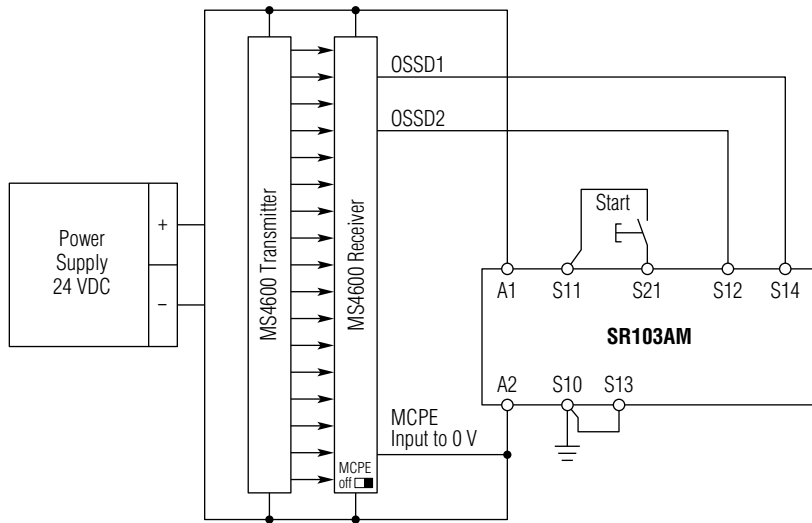 OSSD1
OSSD2
MS4600 Transmitter
MS4600 Receiver
Power
Supply
24 VDC
+
−
Start
A1
S11
S21
S12
S14
SR103AM
A2
S10
S13
MCPE
Input to 0 V
MCPE
off